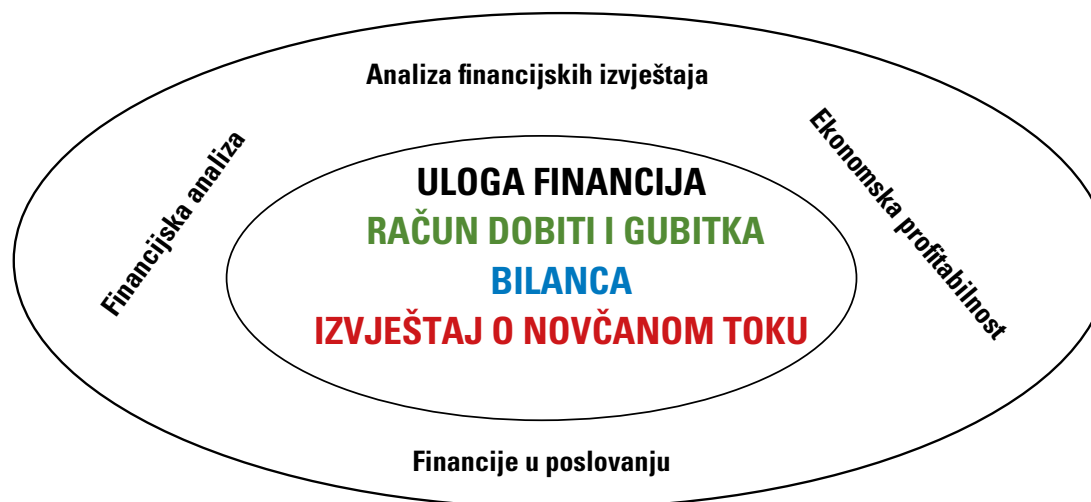 Analiza financijskih izvještaja
Financijska analiza
Ekonomska profitabilnost
ULOGA FINANCIJA
RAČUN DOBITI I GUBITKA
BILANCA
IZVJEŠTAJ O NOVČANOM TOKU
Financije u poslovanju